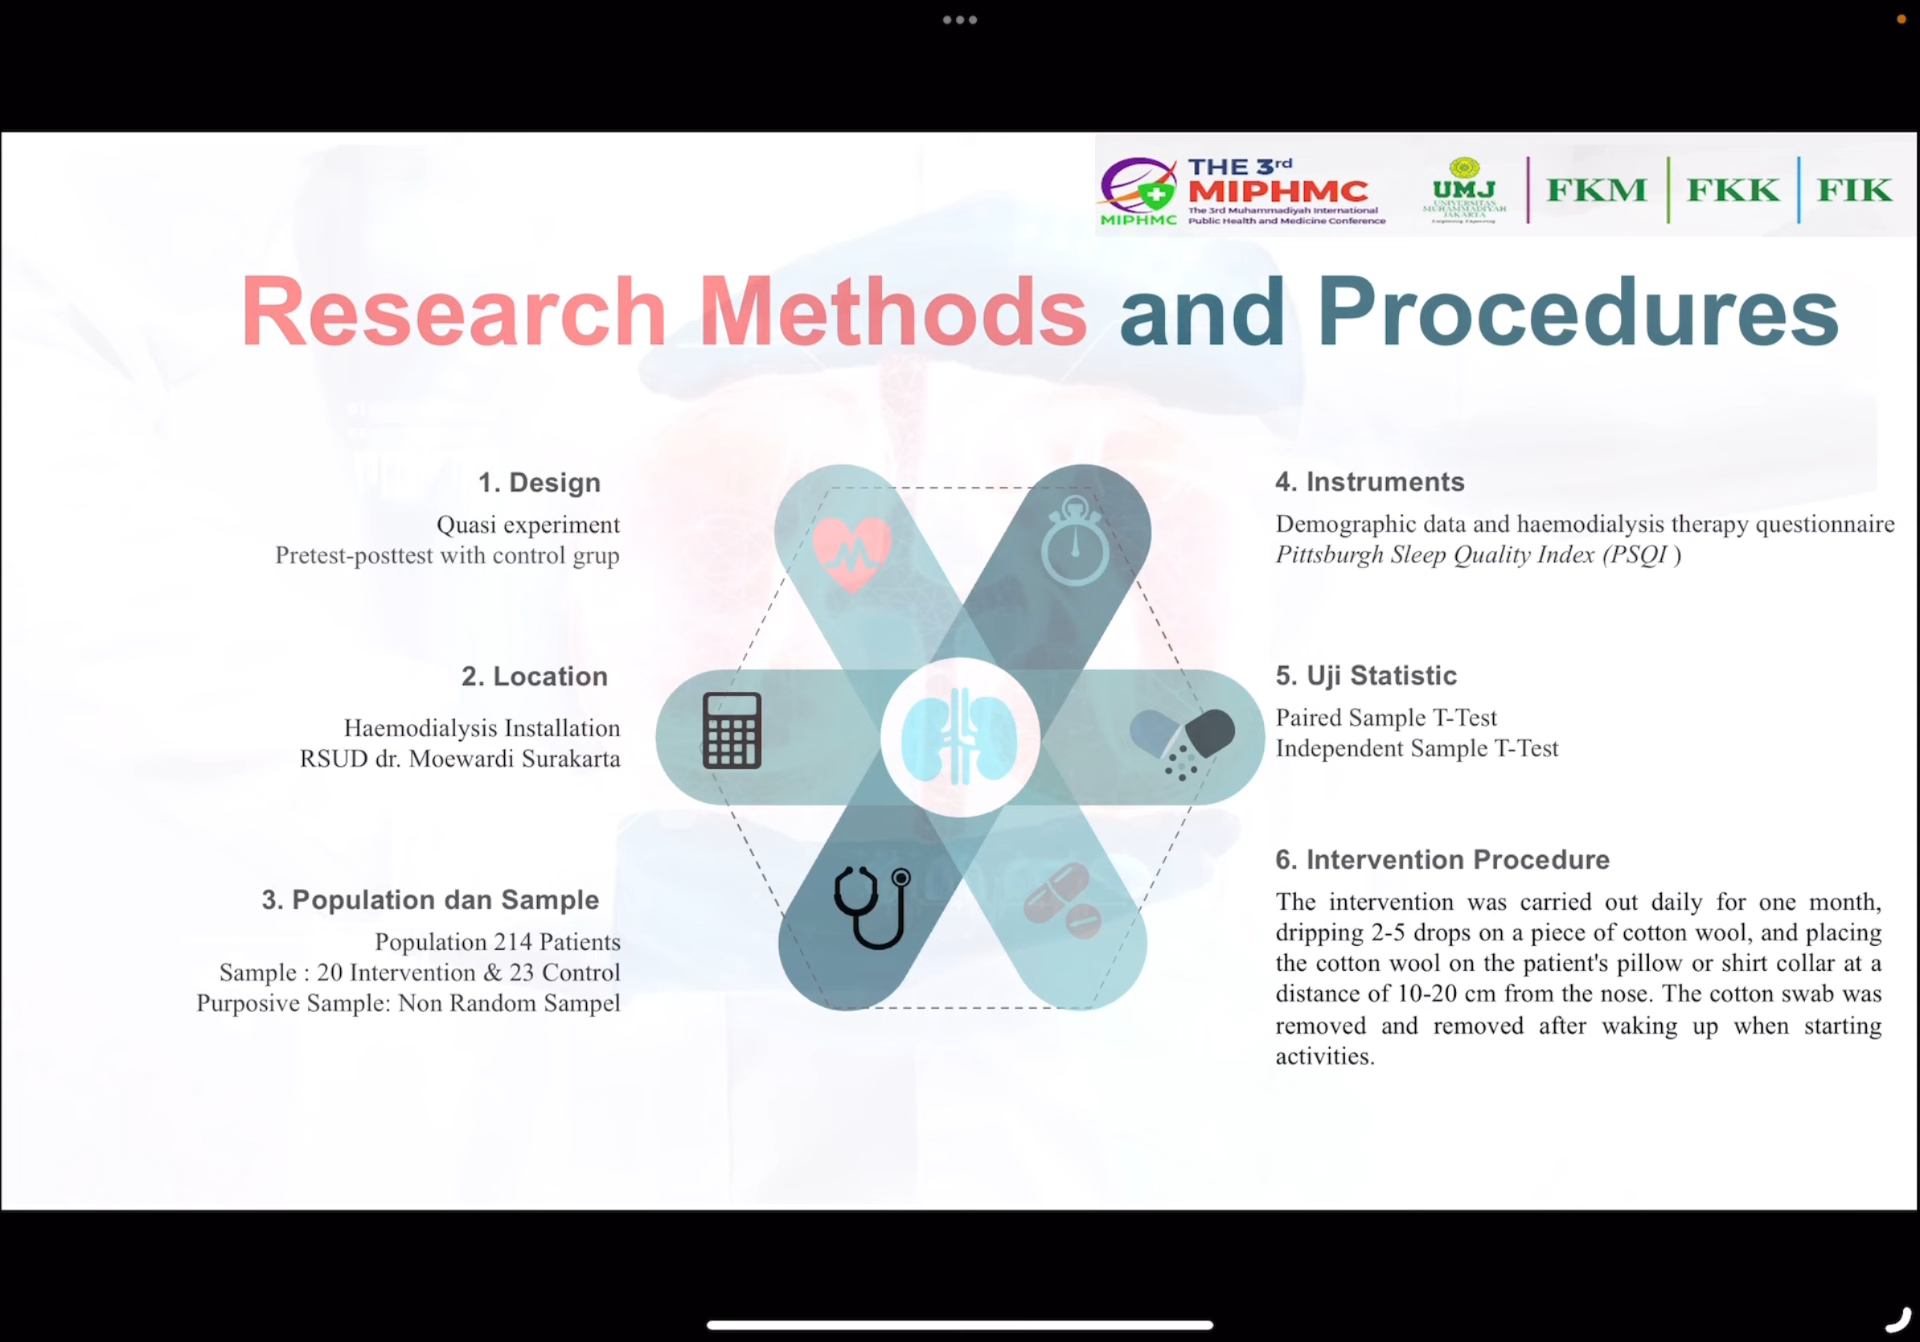 THE 3rd
MIPHMC
The 3rd Muhammadiyah International
Public Health and Medicine Conference
MIPHMC
UMJ
UNIVERSITAS
MUHAMMADIYAH
JAKARTA
FKM
FKK
FIK
Research Methods and Procedures
1. Design
Quasi experiment
Pretest-posttest with control grup
2. Location
Haemodialysis Installation
RSUD dr. Moewardi Surakarta
3. Population dan Sample
Population 214 Patients
Sample : 20 Intervention & 23 Control
Purposive Sample: Non Random Sampel
4. Instruments
Demographic data and haemodialysis therapy questionnaire
Pittsburgh Sleep Quality Index (PSQI )
5. Uji Statistic
Paired Sample T-Test
Independent Sample T-Test
6. Intervention Procedure
The intervention was carried out daily for one month,
dripping 2-5 drops on a piece of cotton wool, and placing
the cotton wool on the patient's pillow or shirt collar at a
distance of 10-20 cm from the nose. The cotton swab was
removed and removed after waking up when starting
activities.